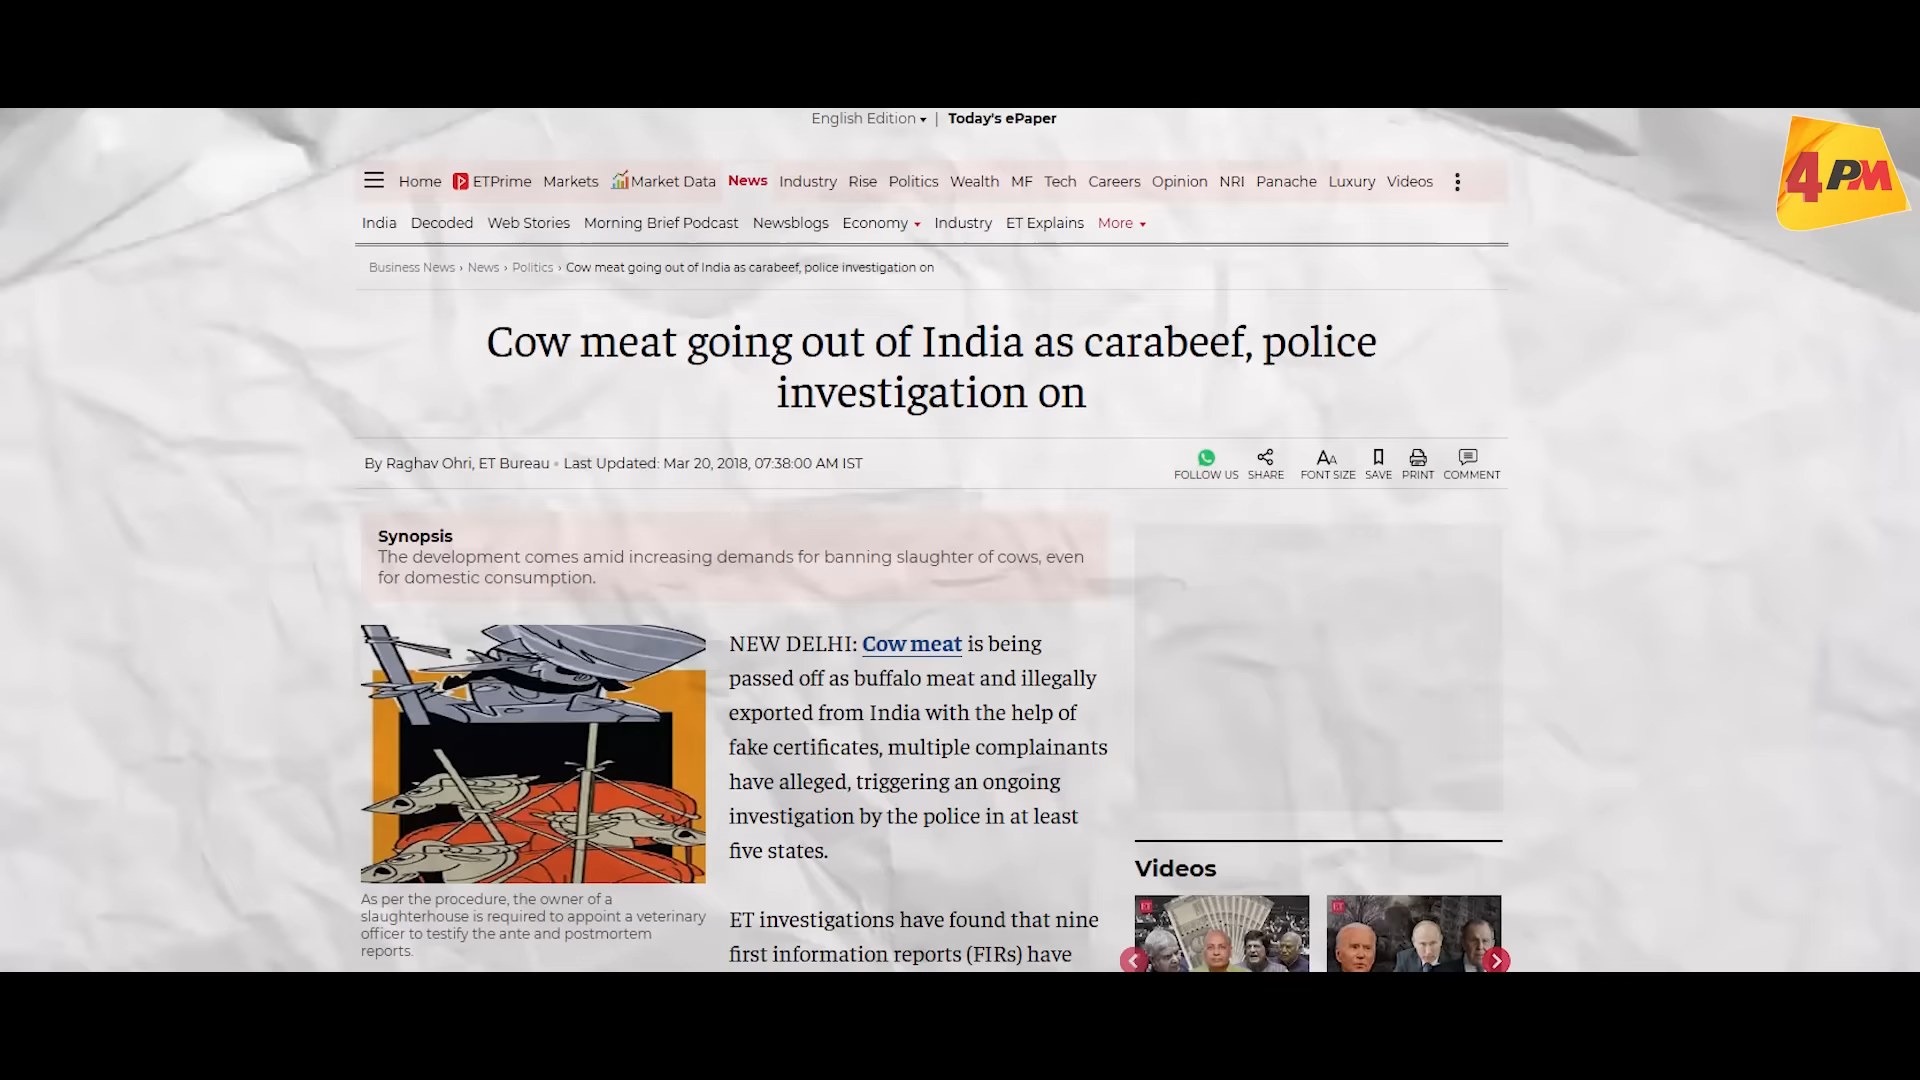 English Edition | Today's ePaper
4PM
Home ETPrime Markets Market Data News Industry Rise Politics Wealth MF Tech Careers Opinion NRI Panache Luxury Videos
India Decoded Web Stories Morning Brief Podcast Newsblogs Economy Industry ET Explains More
Business News › News › Politics › Cow meat going out of India as carabeef, police investigation on
Cow meat going out of India as carabeef, police
investigation on
By Raghav Ohri, ET Bureau • Last Updated: Mar 20, 2018, 07:38:00 AM IST
FOLLOW US SHARE FONT SIZE SAVE PRINT COMMENT
Synopsis
The development comes amid increasing demands for banning slaughter of cows, even
for domestic consumption.
As per the procedure, the owner of a
slaughterhouse is required to appoint a veterinary
officer to testify the ante and postmortem
reports.
NEW DELHI: Cow meat is being
passed off as buffalo meat and illegally
exported from India with the help of
fake certificates, multiple complainants
have alleged, triggering an ongoing
investigation by the police in at least
five states.
ET investigations have found that nine
first information reports (FIRs) have
Videos
ET
ET